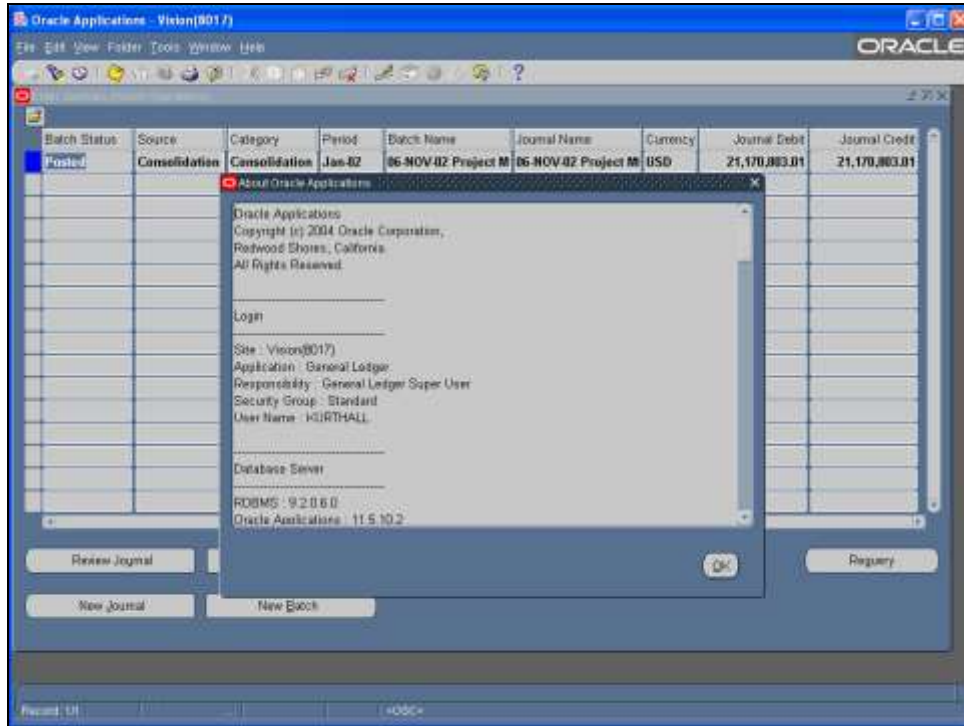 Oracle Applications - Vision(8017)
File Edit View Folder Tools Window Help
ORACLE
Batch Status Source Category Period Batch Name Journal Name Currency Journal Debit Journal Credit
Posted Consolidation Consolidation Jan-02 06-NOV-02 Project M 06-NOV-02 Project M USD 21,170,803.01 21,170,803.01
About Oracle Applications
Oracle Applications
Copyright (c) 2004 Oracle Corporation,
Redwood Shores, California.
All Rights Reserved.
Login
Site : Vision(8017)
Application : General Ledger
Responsibility : General Ledger Super User
Security Group : Standard
User Name : KURTHALL
Database Server
RDBMS : 9.2.0.6.0
Oracle Applications : 11.5.10.2
OK
Review Journal
Requery
New Journal
New Batch
Record: 1/1
<OSC>